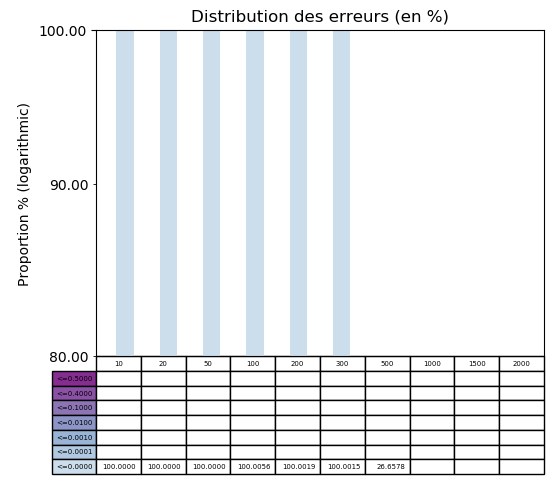 Distribution des erreurs (en %)
100.00
90.00
80.00
Proportion % (logarithmic)
10 20 50 100 200 300 500 1000 1500 2000
<=0.5000
<=0.4000
<=0.1000
<=0.0100
<=0.0010
<=0.0001
<=0.0000 100.0000 100.0000 100.0000 100.0056 100.0019 100.0015 26.6578